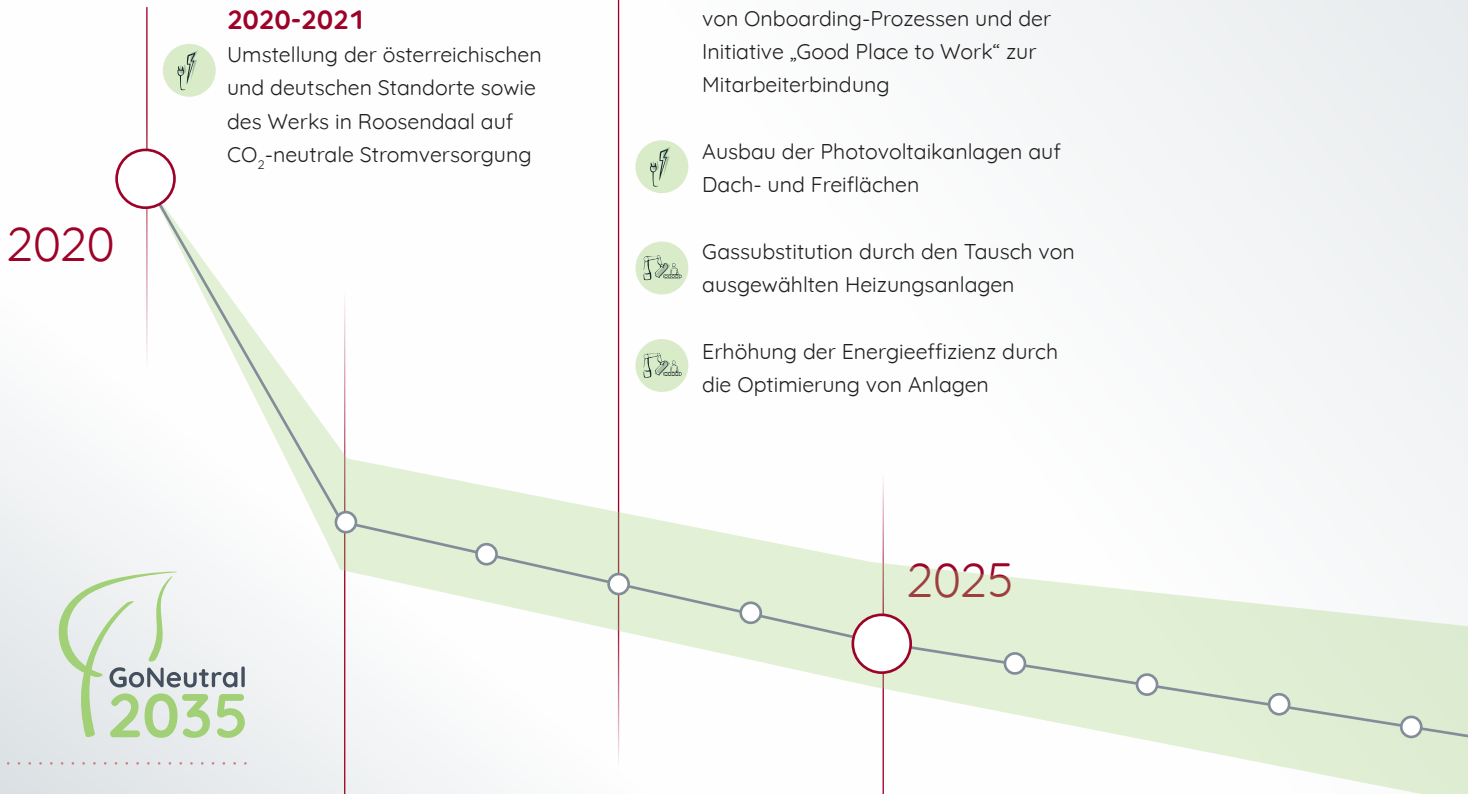 2020-2021
Umstellung der österreichischen
und deutschen Standorte sowie
des Werks in Roosendaal auf
CO₂-neutrale Stromversorgung
von Onboarding-Prozessen und der
Initiative „Good Place to Work“ zur
Mitarbeiterbindung
Ausbau der Photovoltaikanlagen auf
Dach- und Freiflächen
Gassubstitution durch den Tausch von
ausgewählten Heizungsanlagen
Erhöhung der Energieeffizienz durch
die Optimierung von Anlagen
2020
2025
GoNeutral
2035